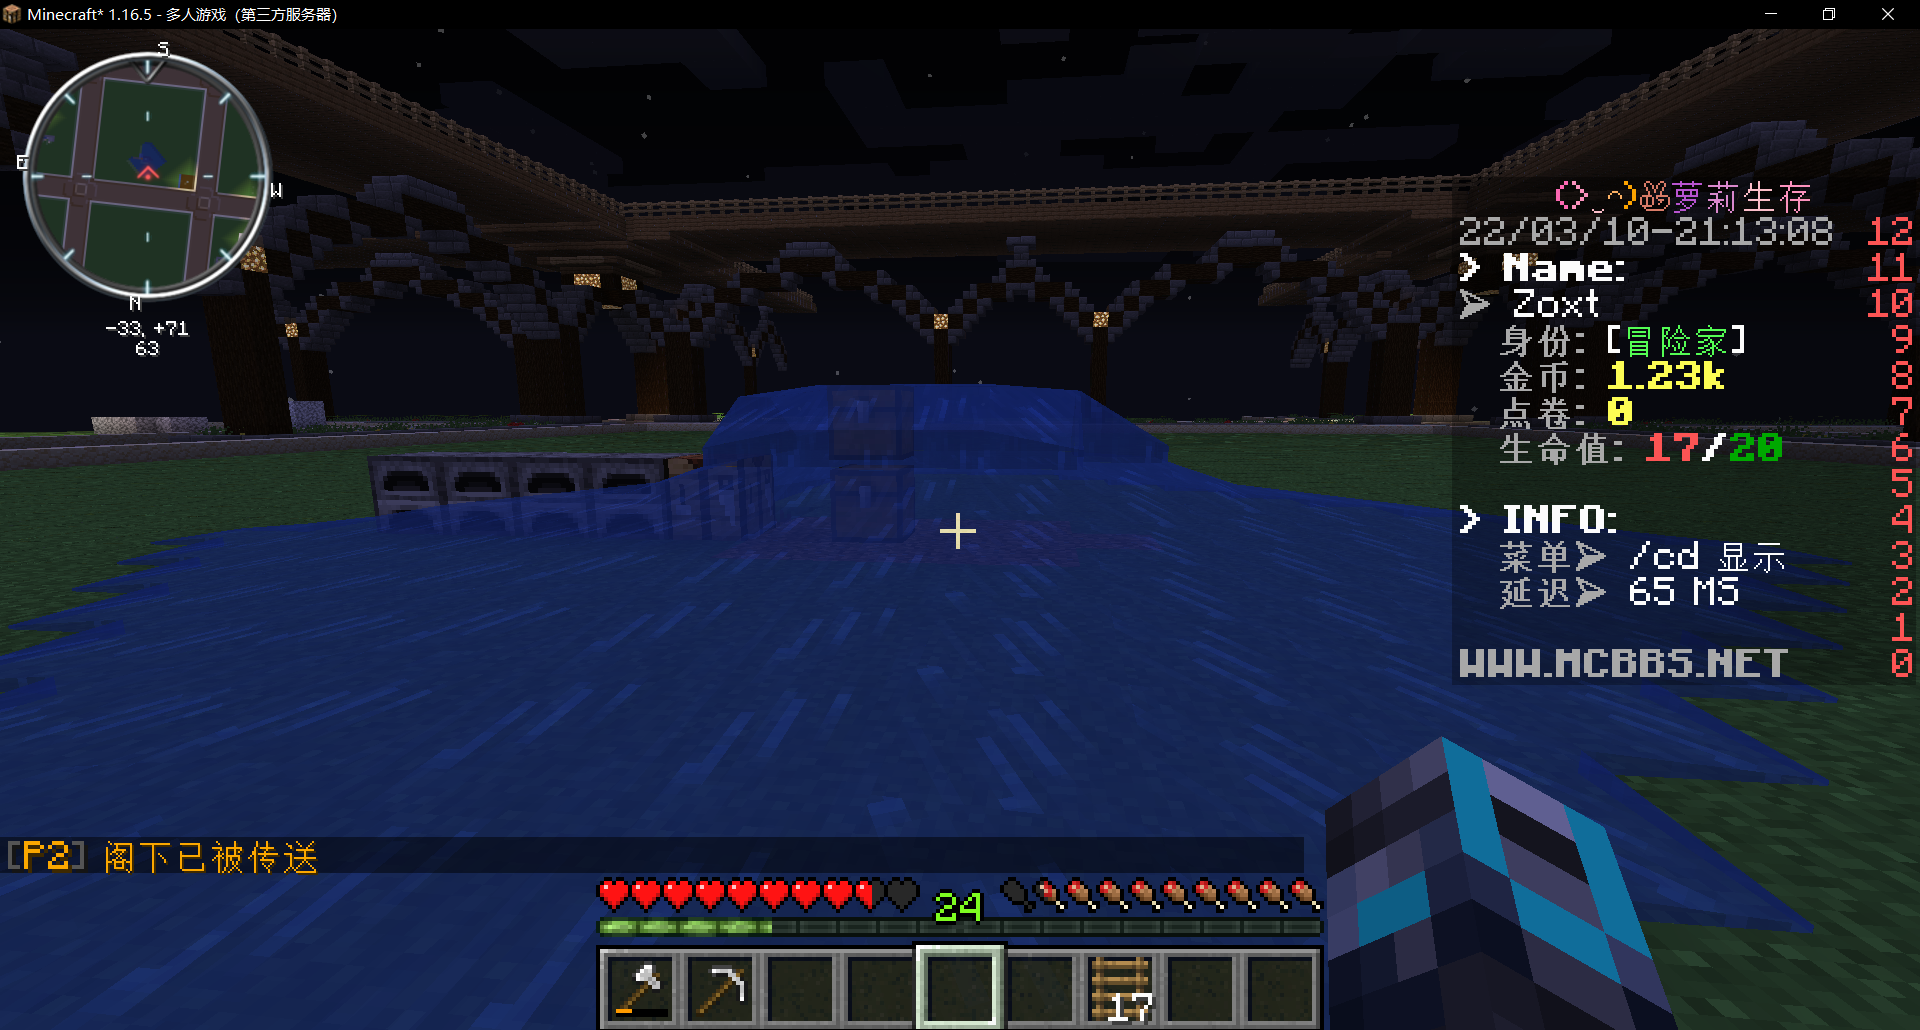 Minecraft* 1.16.5 - 多人游戏（第三方服务器）
S
E
W
N
-33, +71
63
萝莉生存
22/03/10-21:13:08 12
> Name: 11
➤ Zoxt 10
身份: [冒险家] 9
金币: 1.23k 8
点卷: 0 7
生命值: 17/20 6
5
> INFO: 4
菜单➤ /cd 显示 3
延迟➤ 65 MS 2
1
WWW.MCBBS.NET 0
[P2] 阁下已被传送
24
17